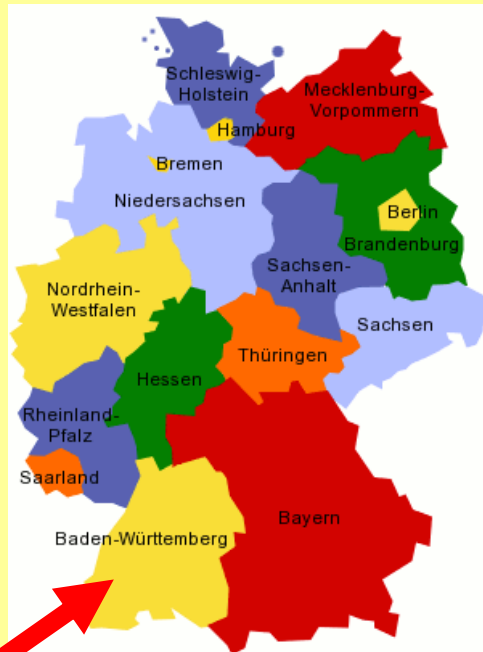 Schleswig-
Holstein
Mecklenburg-
Vorpommern
Hamburg
Bremen
Niedersachsen
Berlin
Brandenburg
Sachsen-
Anhalt
Nordrhein-
Westfalen
Sachsen
Thüringen
Hessen
Rheinland-
Pfalz
Saarland
Bayern
Baden-Württemberg